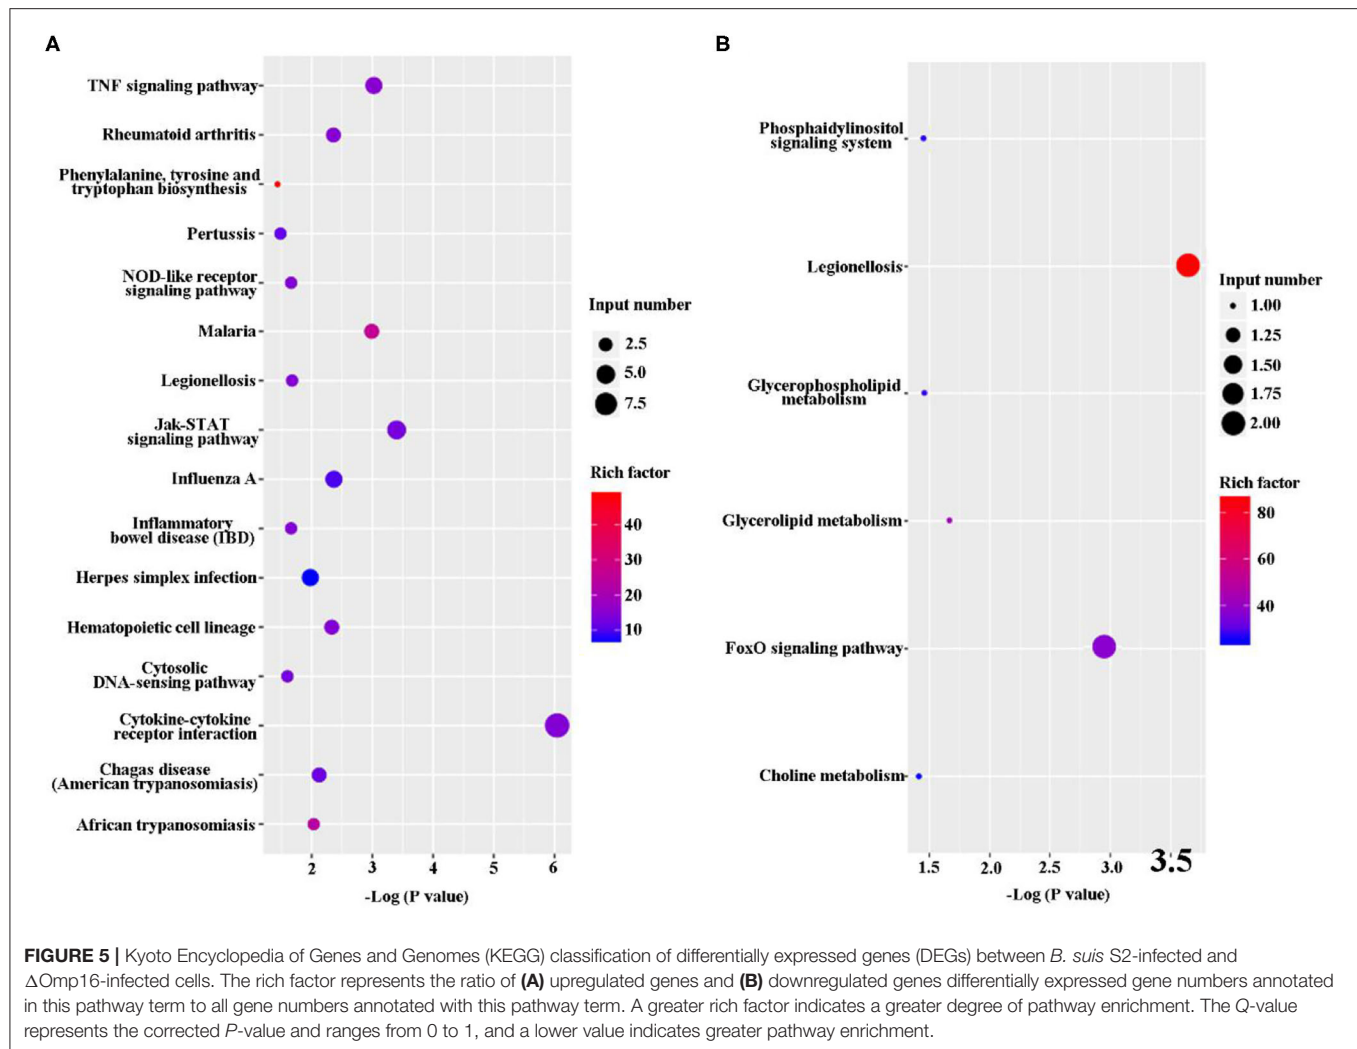 A
TNF signaling pathway
Rheumatoid arthritis
Phenylalanine, tyrosine and
tryptophan biosynthesis
Pertussis
NOD-like receptor
signaling pathway
Malaria
Legionellosis
Jak-STAT
signaling pathway
Influenza A
Inflammatory
bowel disease (IBD)
Herpes simplex infection
Hematopoietic cell lineage
Cytosolic
DNA-sensing pathway
Cytokine-cytokine
receptor interaction
Chagas disease
(American trypanosomiasis)
African trypanosomiasis
2 3 4 5 6
-Log (P value)
Input number
2.5
5.0
7.5
Rich factor
40
30
20
10
B
Phosphaidylinositol
signaling system
Legionellosis
Glycerophospholipid
metabolism
Glycerolipid metabolism
FoxO signaling pathway
Choline metabolism
1.5 2.0 2.5 3.0 3.5
-Log (P value)
Input number
1.00
1.25
1.50
1.75
2.00
Rich factor
80
60
40
FIGURE 5 | Kyoto Encyclopedia of Genes and Genomes (KEGG) classification of differentially expressed genes (DEGs) between B. suis S2-infected and
ΔOmp16-infected cells. The rich factor represents the ratio of (A) upregulated genes and (B) downregulated genes differentially expressed gene numbers annotated
in this pathway term to all gene numbers annotated with this pathway term. A greater rich factor indicates a greater degree of pathway enrichment. The Q-value
represents the corrected P-value and ranges from 0 to 1, and a lower value indicates greater pathway enrichment.